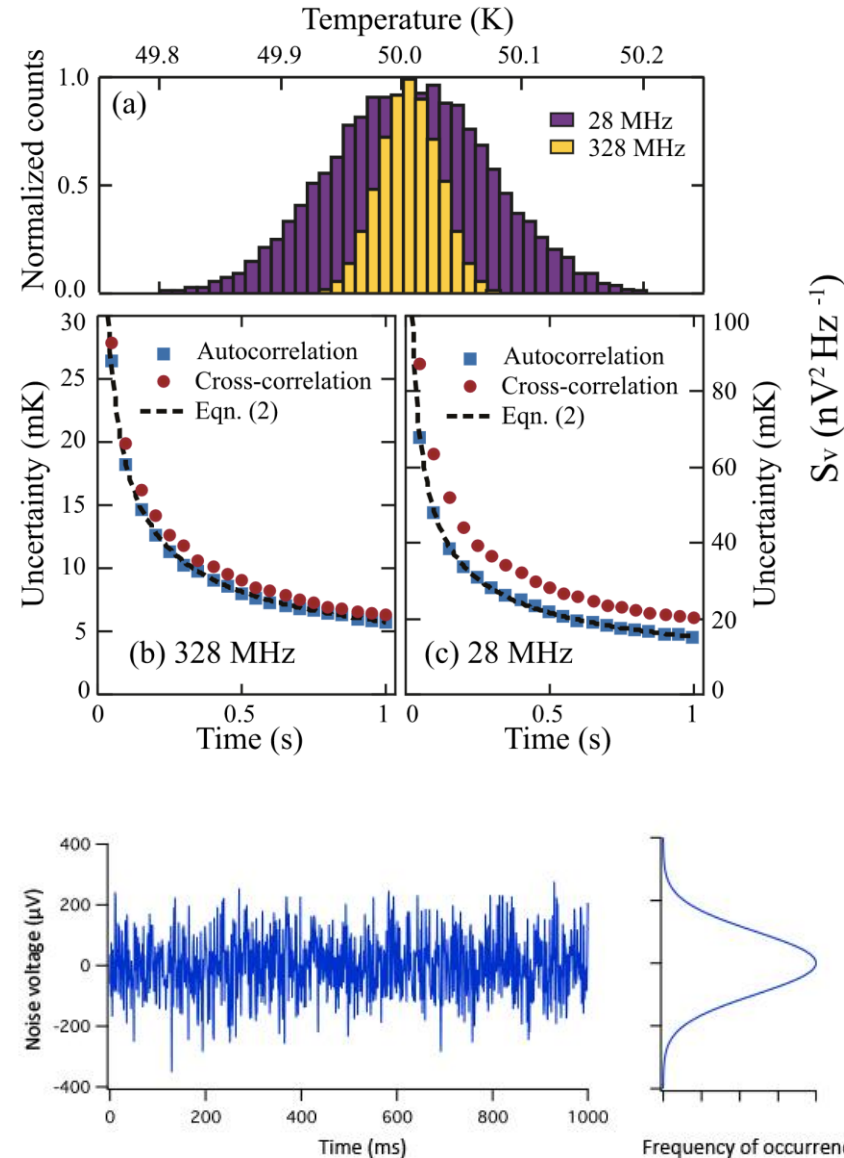 Temperature (K)
49.8 49.9 50.0 50.1 50.2
Normalized counts
1.0
0.5
0.0
(a)
28 MHz
328 MHz
Uncertainty (mK)
30
25
20
15
10
5
0
Autocorrelation
Cross-correlation
Eqn. (2)
(b) 328 MHz
0 0.5 1
Time (s)
Autocorrelation
Cross-correlation
Eqn. (2)
(c) 28 MHz
0 0.5 1
Time (s)
100
80
60
40
20
0
Uncertainty (mK)
Sv (nV² Hz⁻¹)
Noise voltage (µV)
400
200
0
-200
-400
0 200 400 600 800 1000
Time (ms)
Frequency of occurren